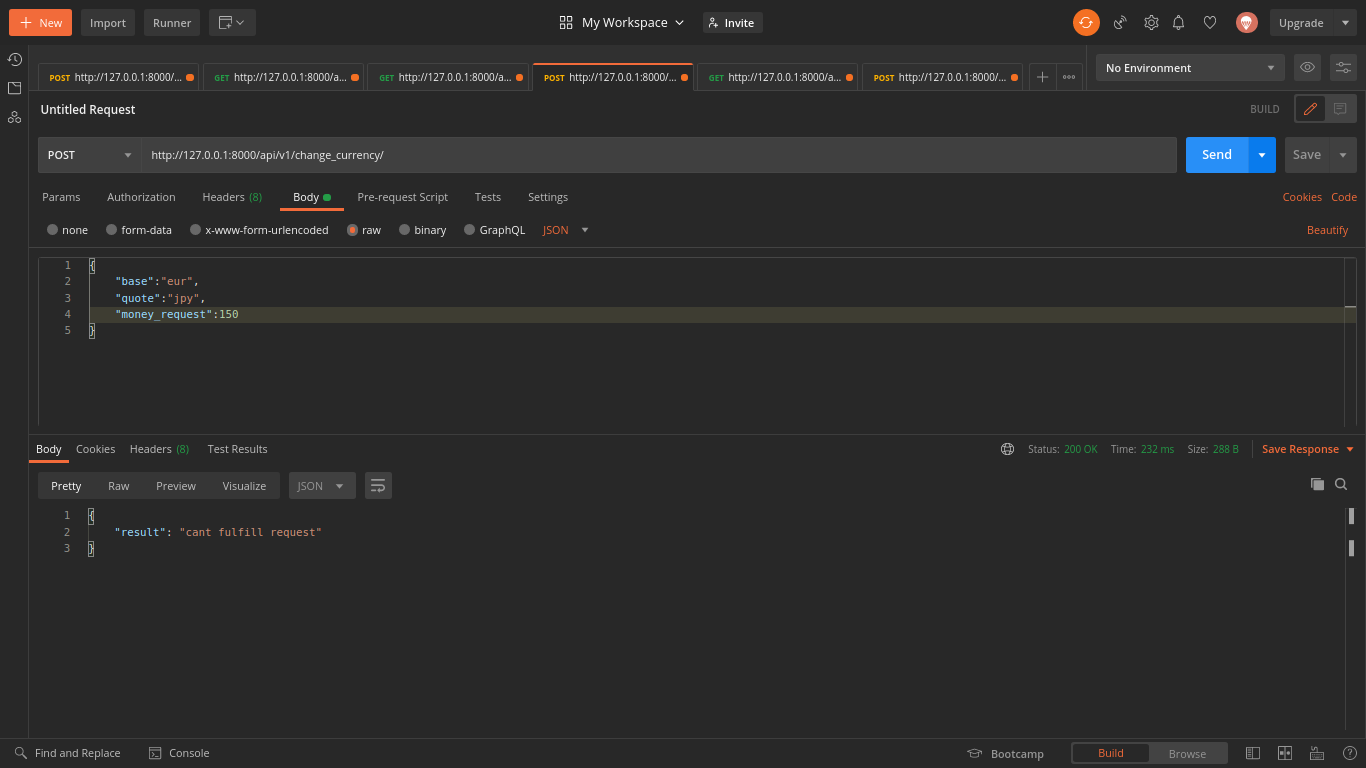 New Import Runner My Workspace Invite Upgrade
POST http://127.0.0.1:8000/... GET http://127.0.0.1:8000/a... GET http://127.0.0.1:8000/a... POST http://127.0.0.1:8000/... GET http://127.0.0.1:8000/a... POST http://127.0.0.1:8000/... No Environment
Untitled Request BUILD
POST http://127.0.0.1:8000/api/v1/change_currency/ Send Save
Params Authorization Headers (8) Body Pre-request Script Tests Settings Cookies Code
none form-data x-www-form-urlencoded raw binary GraphQL JSON Beautify
1 {
2 "base":"eur",
3 "quote":"jpy",
4 "money_request":150
5 }
Body Cookies Headers (8) Test Results Status: 200 OK Time: 232 ms Size: 288 B Save Response
Pretty Raw Preview Visualize JSON
1 {
2 "result": "cant fulfill request"
3 }
Find and Replace Console Bootcamp Build Browse